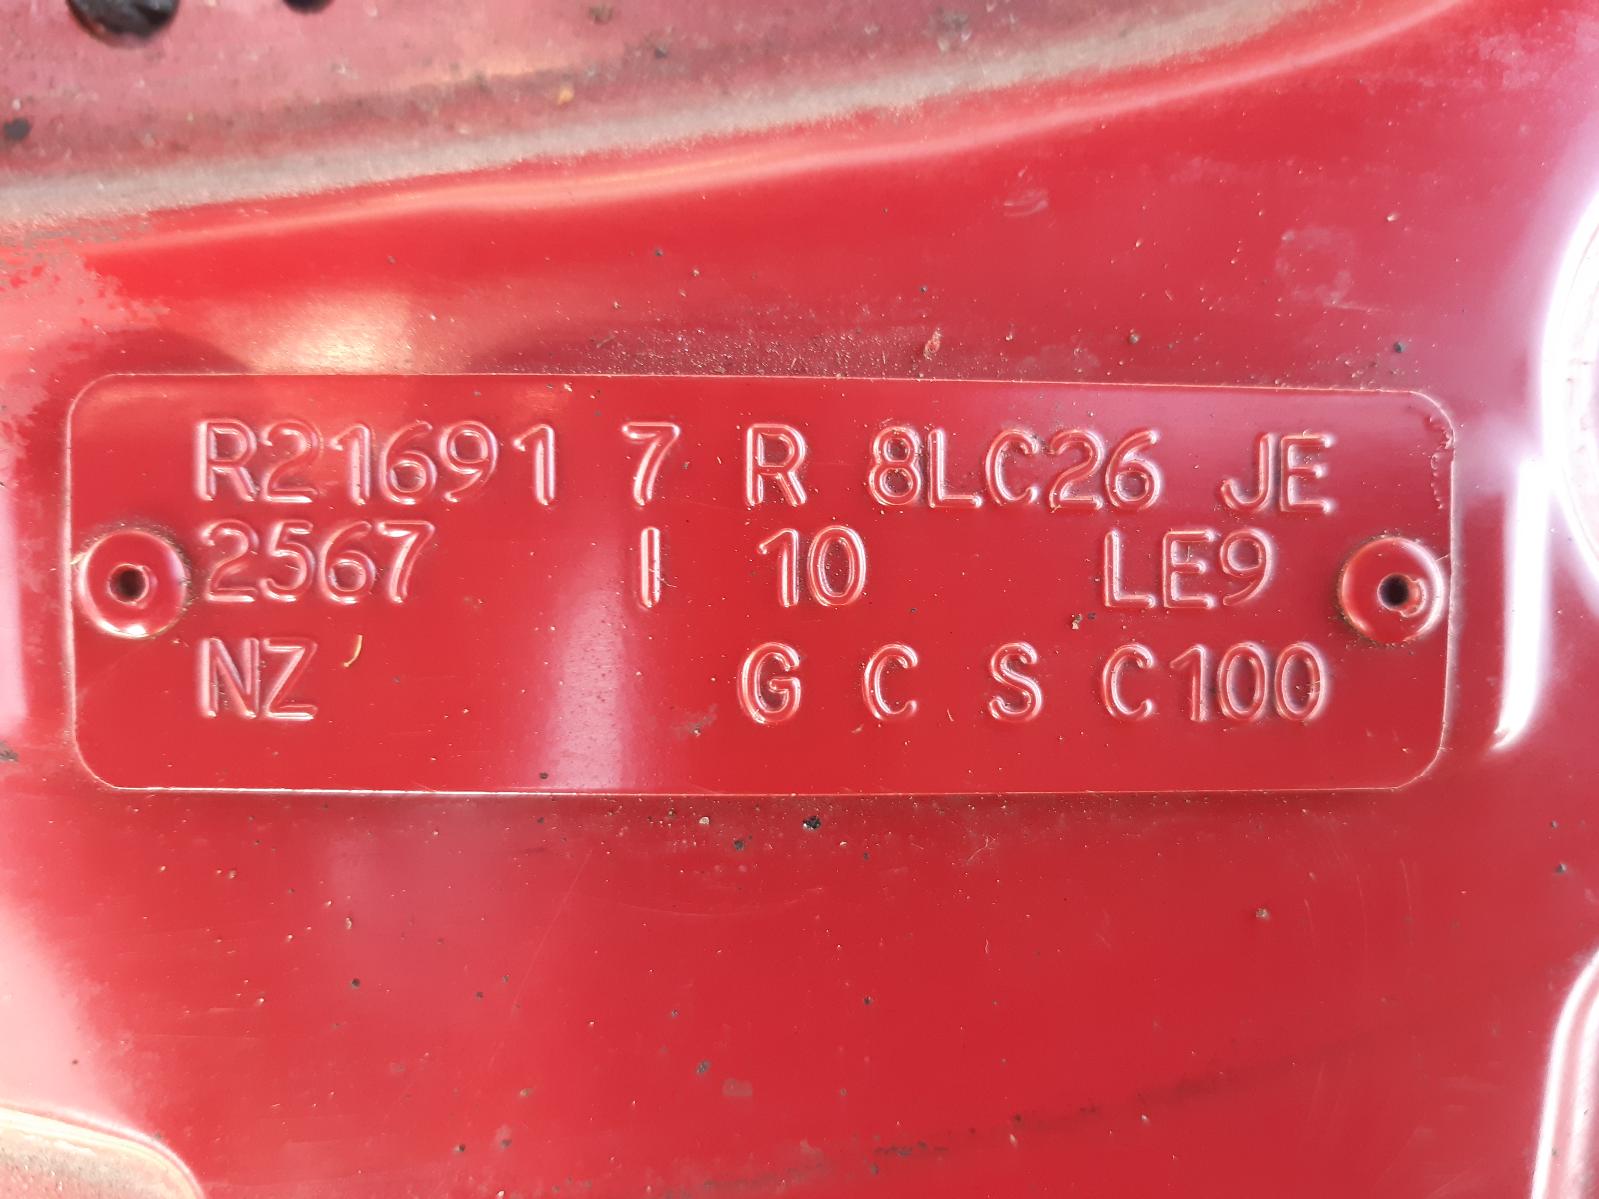 R21691 7 R 8LC26 JE
2567 I 10 LE9
NZ G C S C100